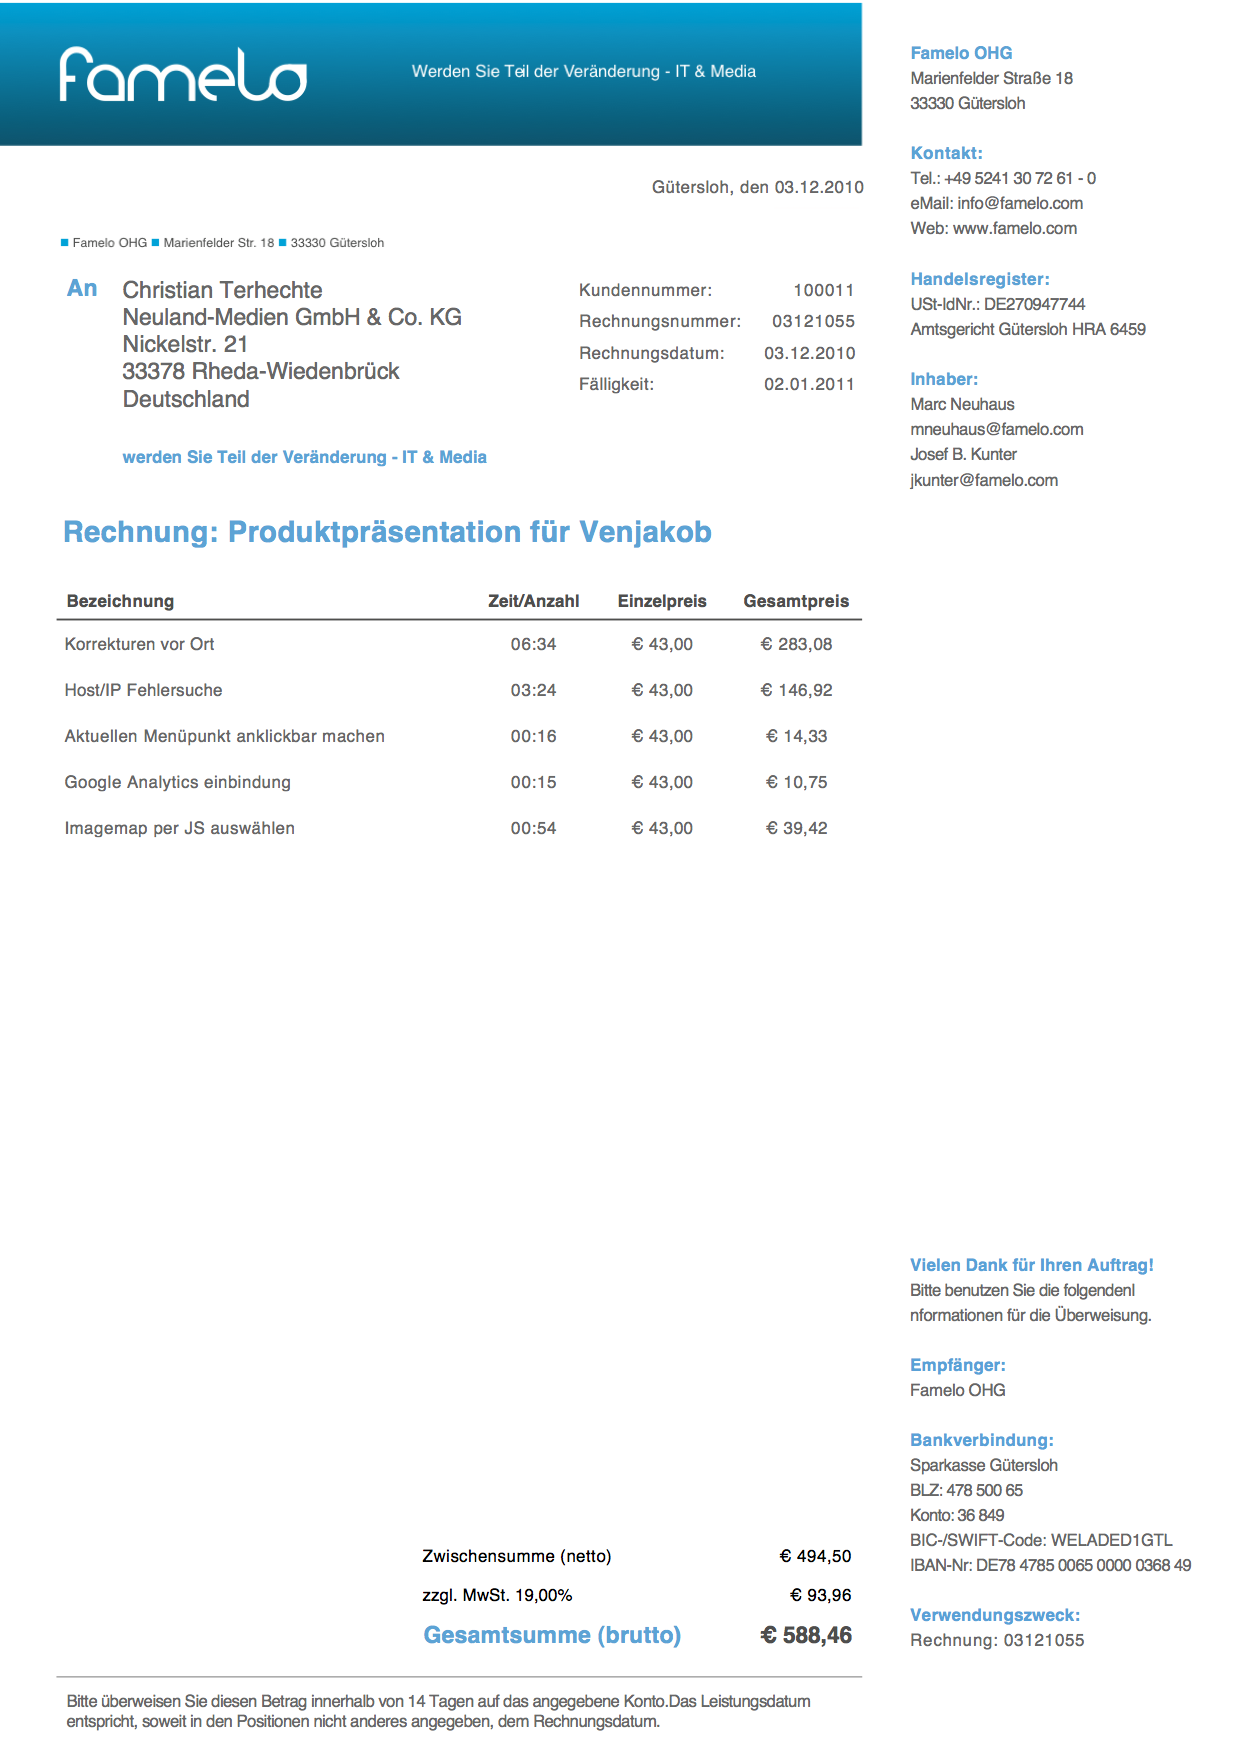 famelo
Werden Sie Teil der Veränderung - IT & Media
Gütersloh, den 03.12.2010
Famelo OHG ■ Marienfelder Str. 18 ■ 33330 Gütersloh
An
Christian Terhechte
Neuland-Medien GmbH & Co. KG
Nickelstr. 21
33378 Rheda-Wiedenbrück
Deutschland
werden Sie Teil der Veränderung - IT & Media
Kundennummer: 100011
Rechnungsnummer: 03121055
Rechnungsdatum: 03.12.2010
Fälligkeit: 02.01.2011
Famelo OHG
Marienfelder Straße 18
33330 Gütersloh
Kontakt:
Tel.: +49 5241 30 72 61 - 0
eMail: info@famelo.com
Web: www.famelo.com
Handelsregister:
USt-IdNr.: DE270947744
Amtsgericht Gütersloh HRA 6459
Inhaber:
Marc Neuhaus
mneuhaus@famelo.com
Josef B. Kunter
jkunter@famelo.com
Rechnung: Produktpräsentation für Venjakob
Bezeichnung Zeit/Anzahl Einzelpreis Gesamtpreis
Korrekturen vor Ort 06:34 € 43,00 € 283,08
Host/IP Fehlersuche 03:24 € 43,00 € 146,92
Aktuellen Menüpunkt anklickbar machen 00:16 € 43,00 € 14,33
Google Analytics einbindung 00:15 € 43,00 € 10,75
Imagemap per JS auswählen 00:54 € 43,00 € 39,42
Zwischensumme (netto) € 494,50
zzgl. MwSt. 19,00% € 93,96
Gesamtsumme (brutto) € 588,46
Bitte überweisen Sie diesen Betrag innerhalb von 14 Tagen auf das angegebene Konto.Das Leistungsdatum
entspricht, soweit in den Positionen nicht anderes angegeben, dem Rechnungsdatum.
Vielen Dank für Ihren Auftrag!
Bitte benutzen Sie die folgendenI
nformationen für die Überweisung.
Empfänger:
Famelo OHG
Bankverbindung:
Sparkasse Gütersloh
BLZ: 478 500 65
Konto: 36 849
BIC-/SWIFT-Code: WELADED1GTL
IBAN-Nr: DE78 4785 0065 0000 0368 49
Verwendungszweck:
Rechnung: 03121055